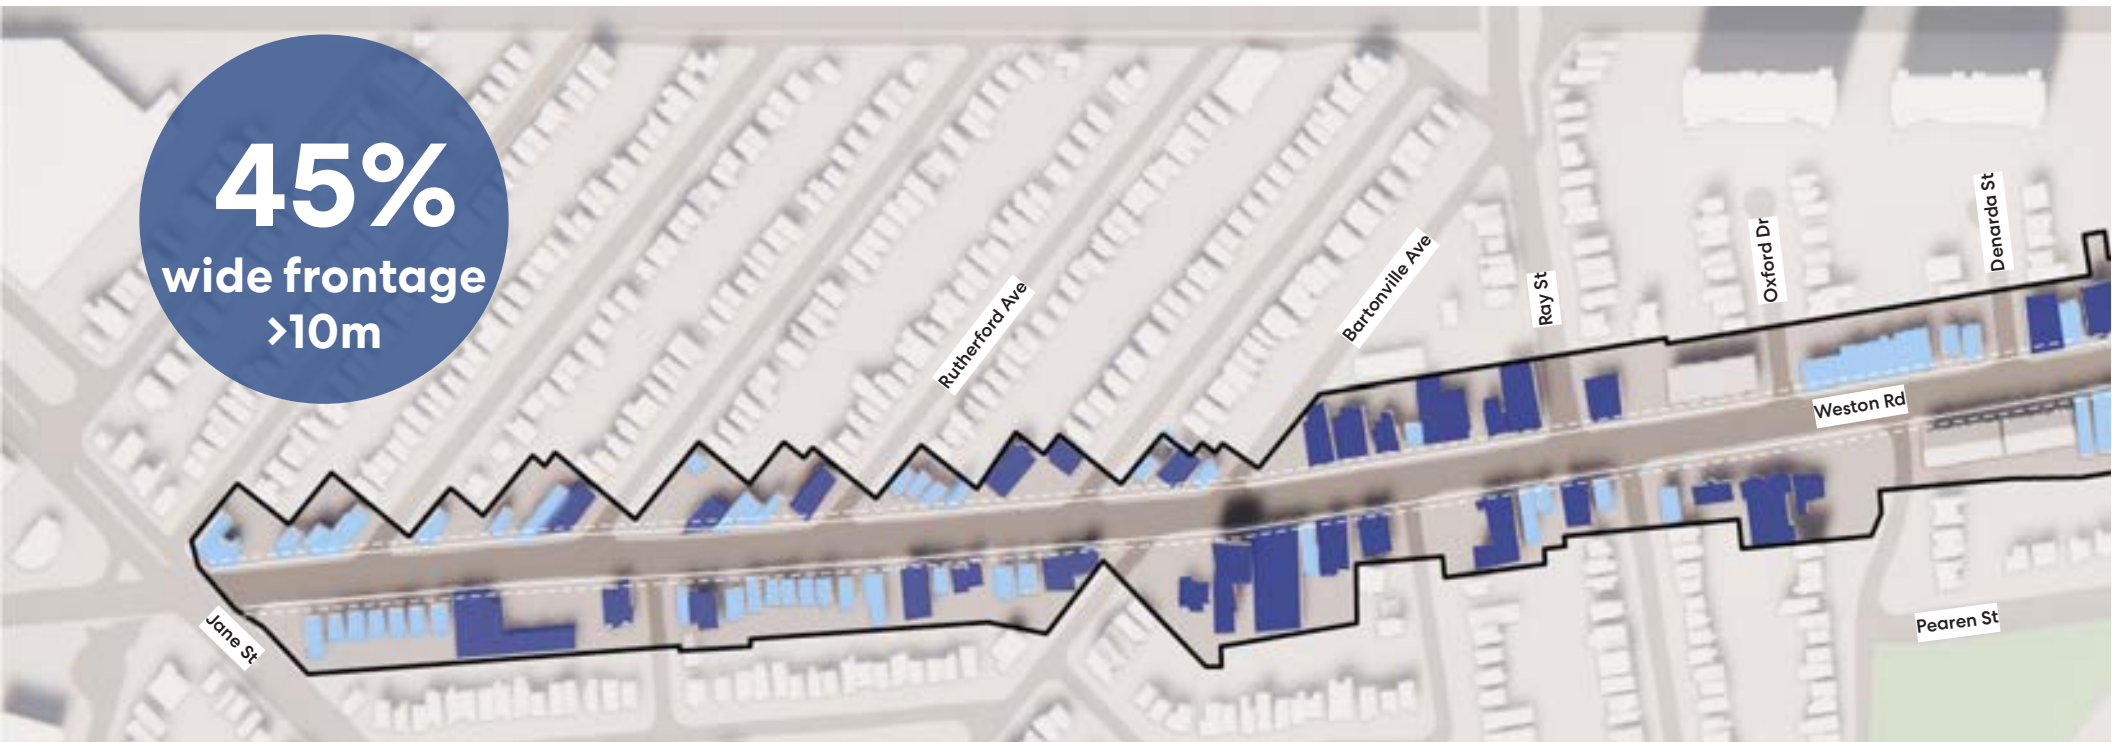 45%
wide frontage
>10m
Rutherford Ave
Bartonville Ave
Ray St
Oxford Dr
Denarda St
Weston Rd
Jane St
Pearen St